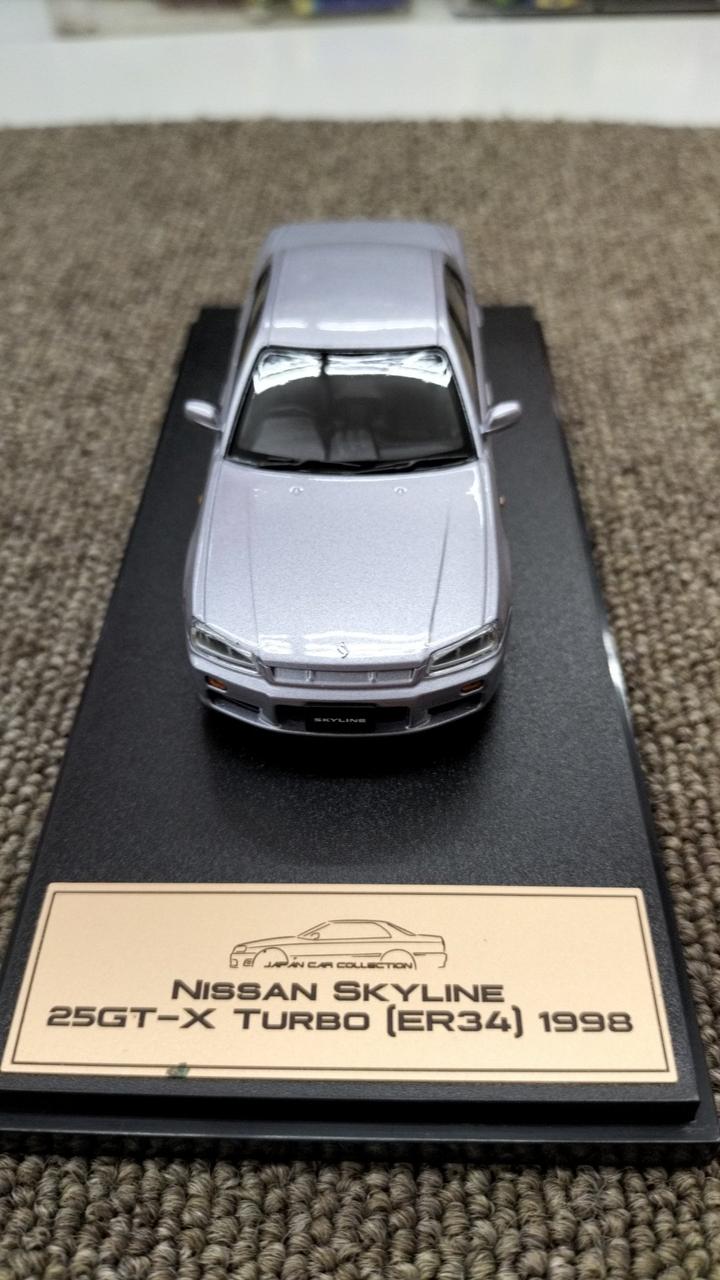 SKYLINE
JAPAN CAR COLLECTION
NISSAN SKYLINE
25GT-X TURBO (ER34) 1998